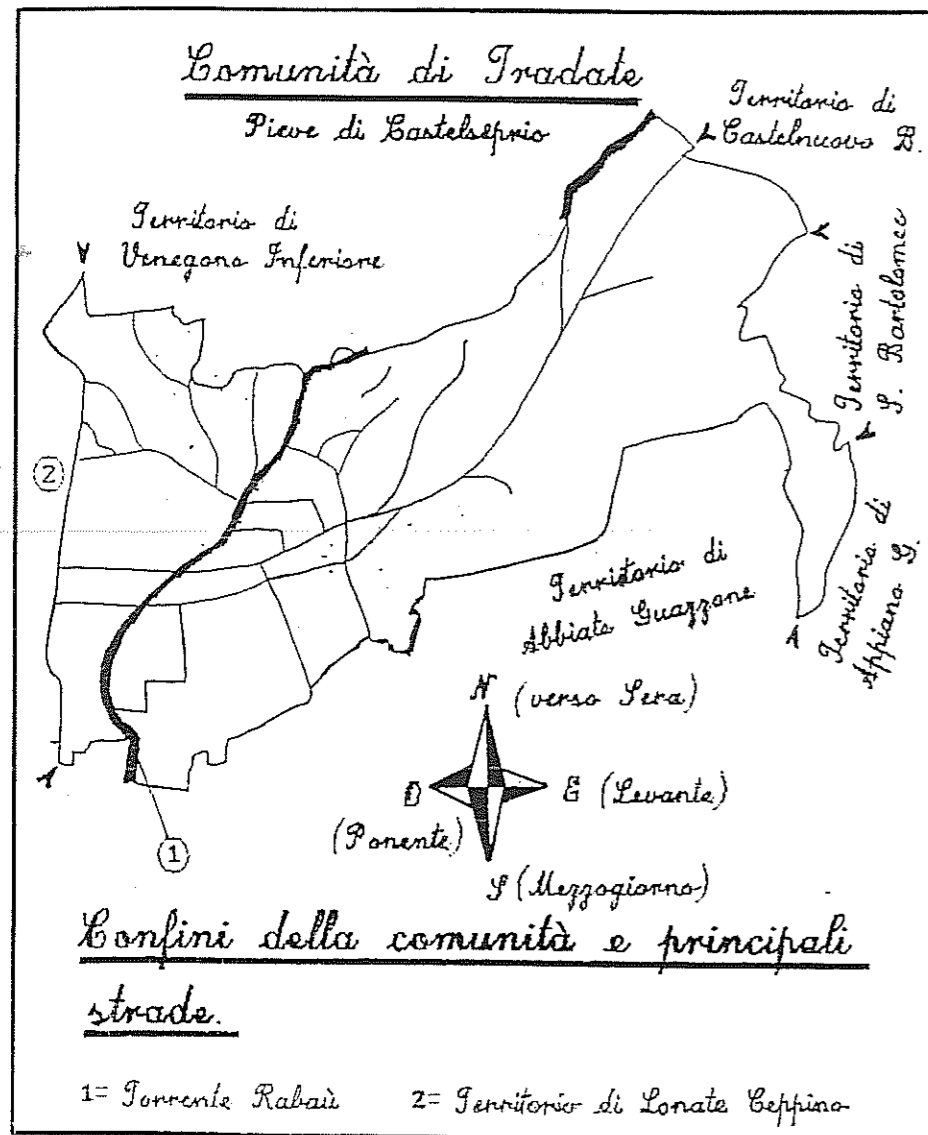 Comunità di Tradate
Pieve di Castelseprio
Territorio di
Castelnuovo B.
Territorio di
Venegono Inferiore
Territorio di
S. Bartolomeo
2
Territorio di
Appiano G.
Territorio di
Abbiate Guazzone
N (verso Sera)
O
E (Levante)
(Ponente)
1
S (Mezzogiorno)
Confini della comunità e principali
strade.
1= Torrente Rabaù
2= Territorio di Lonate Ceppino